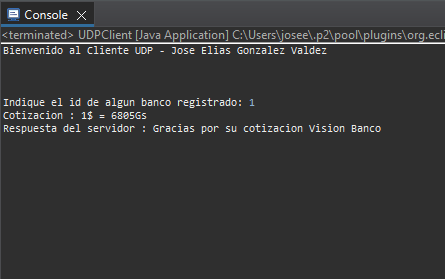 Console
<terminated> UDPClient [Java Application] C:\Users\josee\.p2\pool\plugins\org.ecli
Bienvenido al Cliente UDP - Jose Elias Gonzalez Valdez
Indique el id de algun banco registrado: 1
Cotizacion : 1$ = 6805Gs
Respuesta del servidor : Gracias por su cotizacion Vision Banco